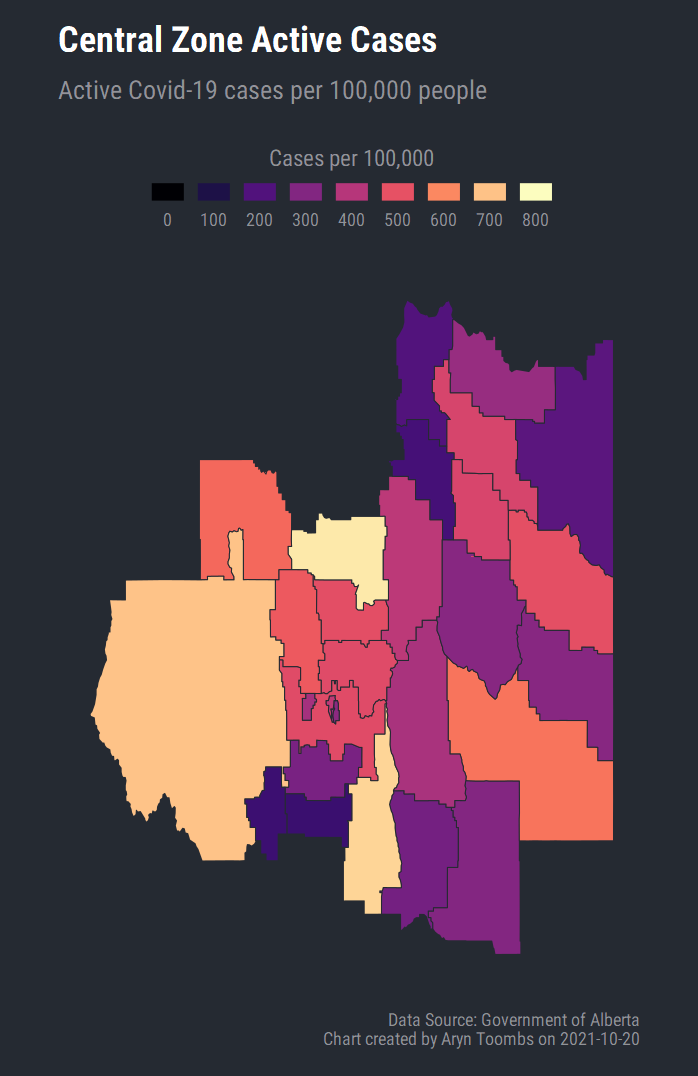 Central Zone Active Cases
Active Covid-19 cases per 100,000 people
Cases per 100,000
0 100 200 300 400 500 600 700 800
Data Source: Government of Alberta
Chart created by Aryn Toombs on 2021-10-20